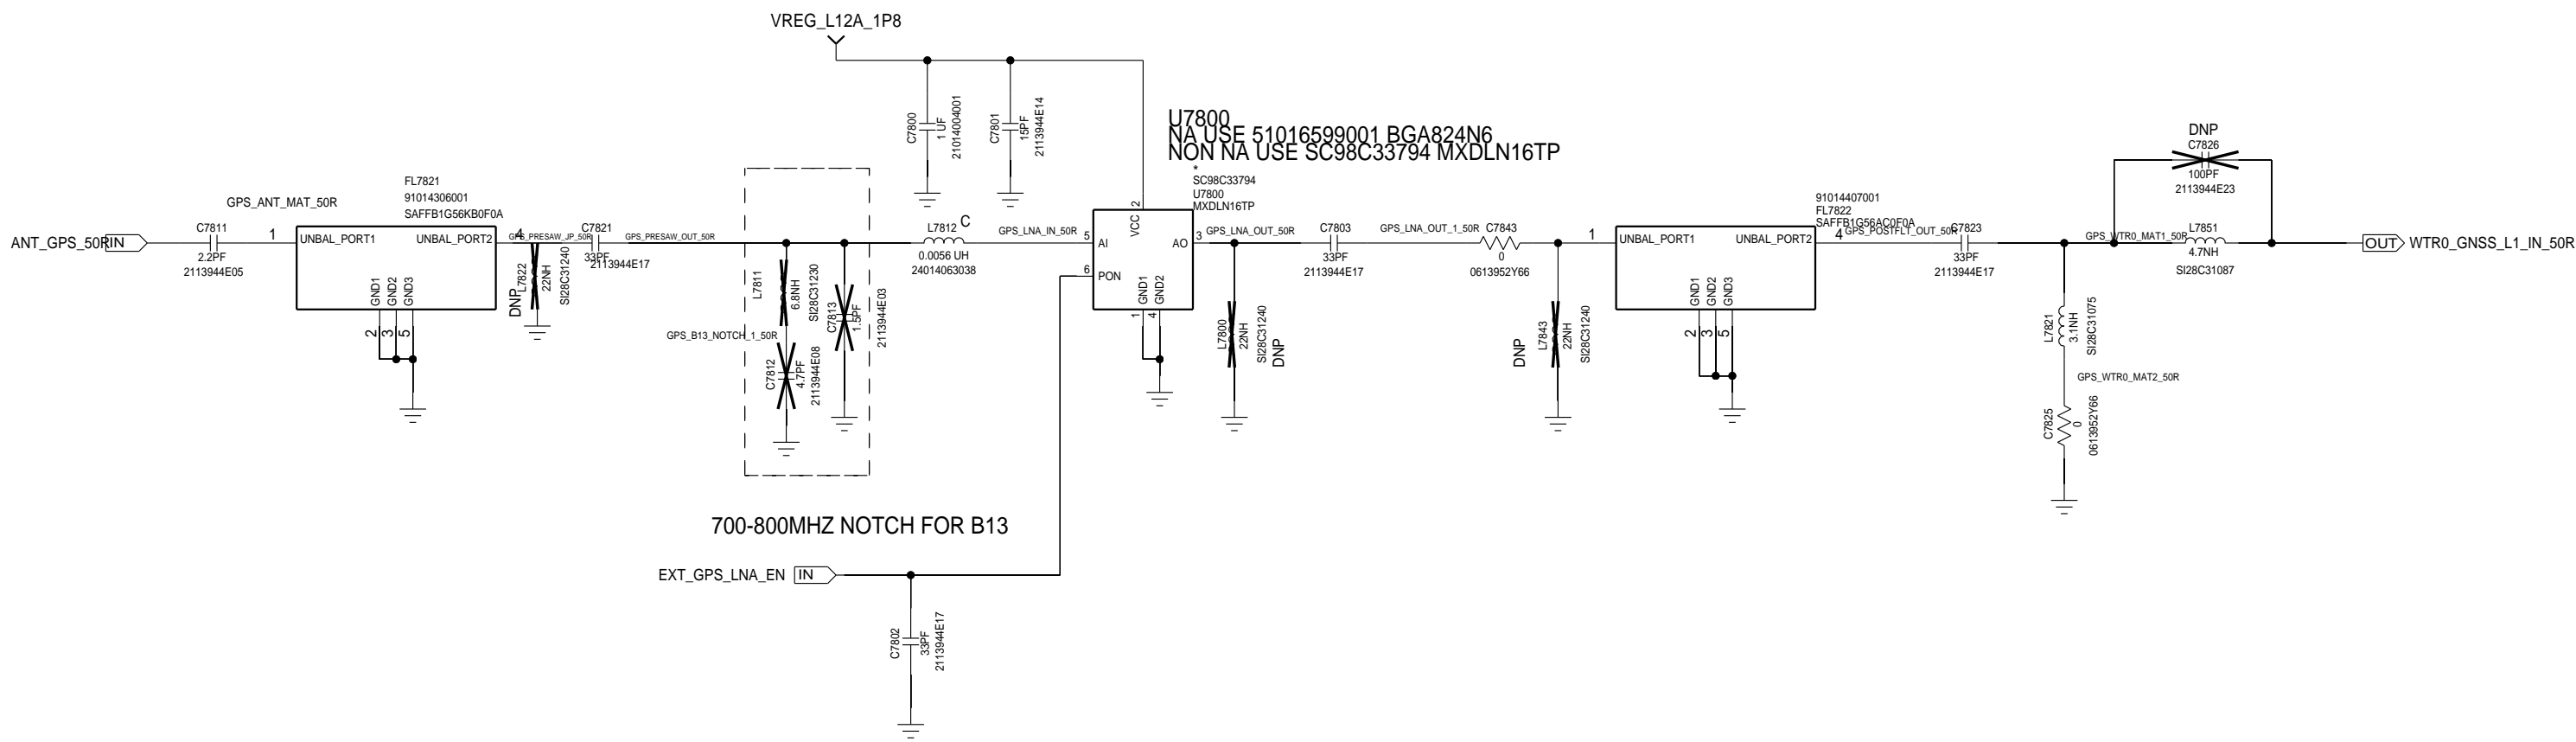 VREG_L12A_1P8
C7800
1 UF
21014004001
C7801
15PF
2113944E14
U7800
NA USE 51016599001 BGA824N6
NON NA USE SC98C33794 MXDLN16TP
*
SC98C33794
U7800
MXDLN16TP
DNP
C7826
100PF
2113944E23
FL7821
91014306001
SAFFB1G56KB0F0A
GPS_ANT_MAT_50R
ANT_GPS_50R
IN
C7811
2.2PF
2113944E05
1
UNBAL_PORT1
UNBAL_PORT2
4
GND1
GND2
GND3
2
3
5
GPS_PRESAW_JP_50R
DNP
L7822
22NH
SI28C31240
C7821
33PF
2113944E17
GPS_PRESAW_OUT_50R
L7811
6.8NH
SI28C31230
C7813
1.5PF
2113944E03
GPS_B13_NOTCH_1_50R
C7812
4.7PF
2113944E08
L7812
C
0.0056 UH
24014063038
GPS_LNA_IN_50R
5
AI
6
PON
VCC
2
AO
3
GND1
GND2
1
4
GPS_LNA_OUT_50R
L7800
22NH
SI28C31240
DNP
C7803
33PF
2113944E17
GPS_LNA_OUT_1_50R
C7843
0
0613952Y66
DNP
L7843
22NH
SI28C31240
91014407001
FL7822
SAFFB1G56AC0F0A
1
UNBAL_PORT1
UNBAL_PORT2
4
GND1
GND2
GND3
2
3
5
GPS_POSTFLT_OUT_50R
C7823
33PF
2113944E17
GPS_WTR0_MAT1_50R
L7851
4.7NH
SI28C31087
OUT
WTR0_GNSS_L1_IN_50R
L7821
3.1NH
SI28C31075
GPS_WTR0_MAT2_50R
C7825
0
0613952Y66
700-800MHZ NOTCH FOR B13
EXT_GPS_LNA_EN
IN
C7802
33PF
2113944E17